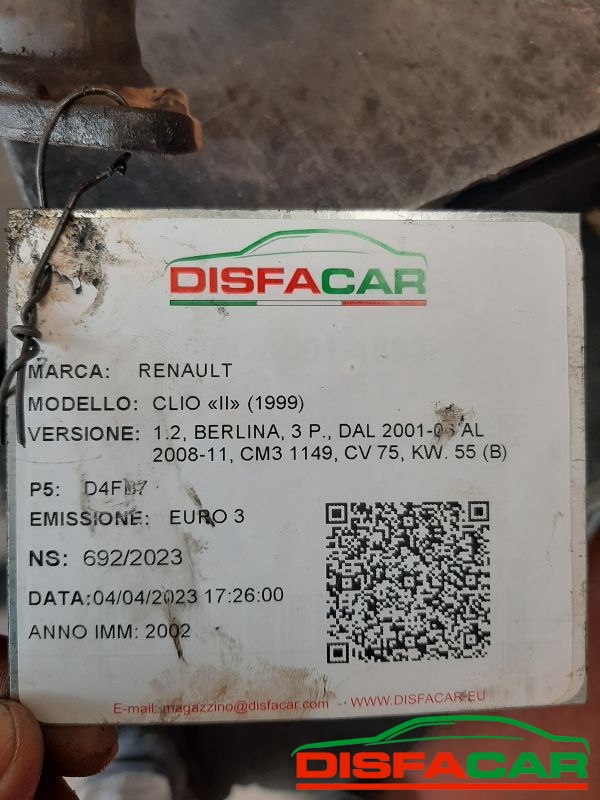 DISFACAR
MARCA: RENAULT
MODELLO: CLIO «II» (1999)
VERSIONE: 1.2, BERLINA, 3 P., DAL 2001-06 AL
2008-11, CM3 1149, CV 75, KW. 55 (B)
P5:
EMISSIONE: EURO 3
NS: 692/2023
DATA:04/04/2023 17:26:00
ANNO IMM: 2002
E-mail: magazzino@disfacar.com - WWW.DISFACAR.EU
DISFACAR